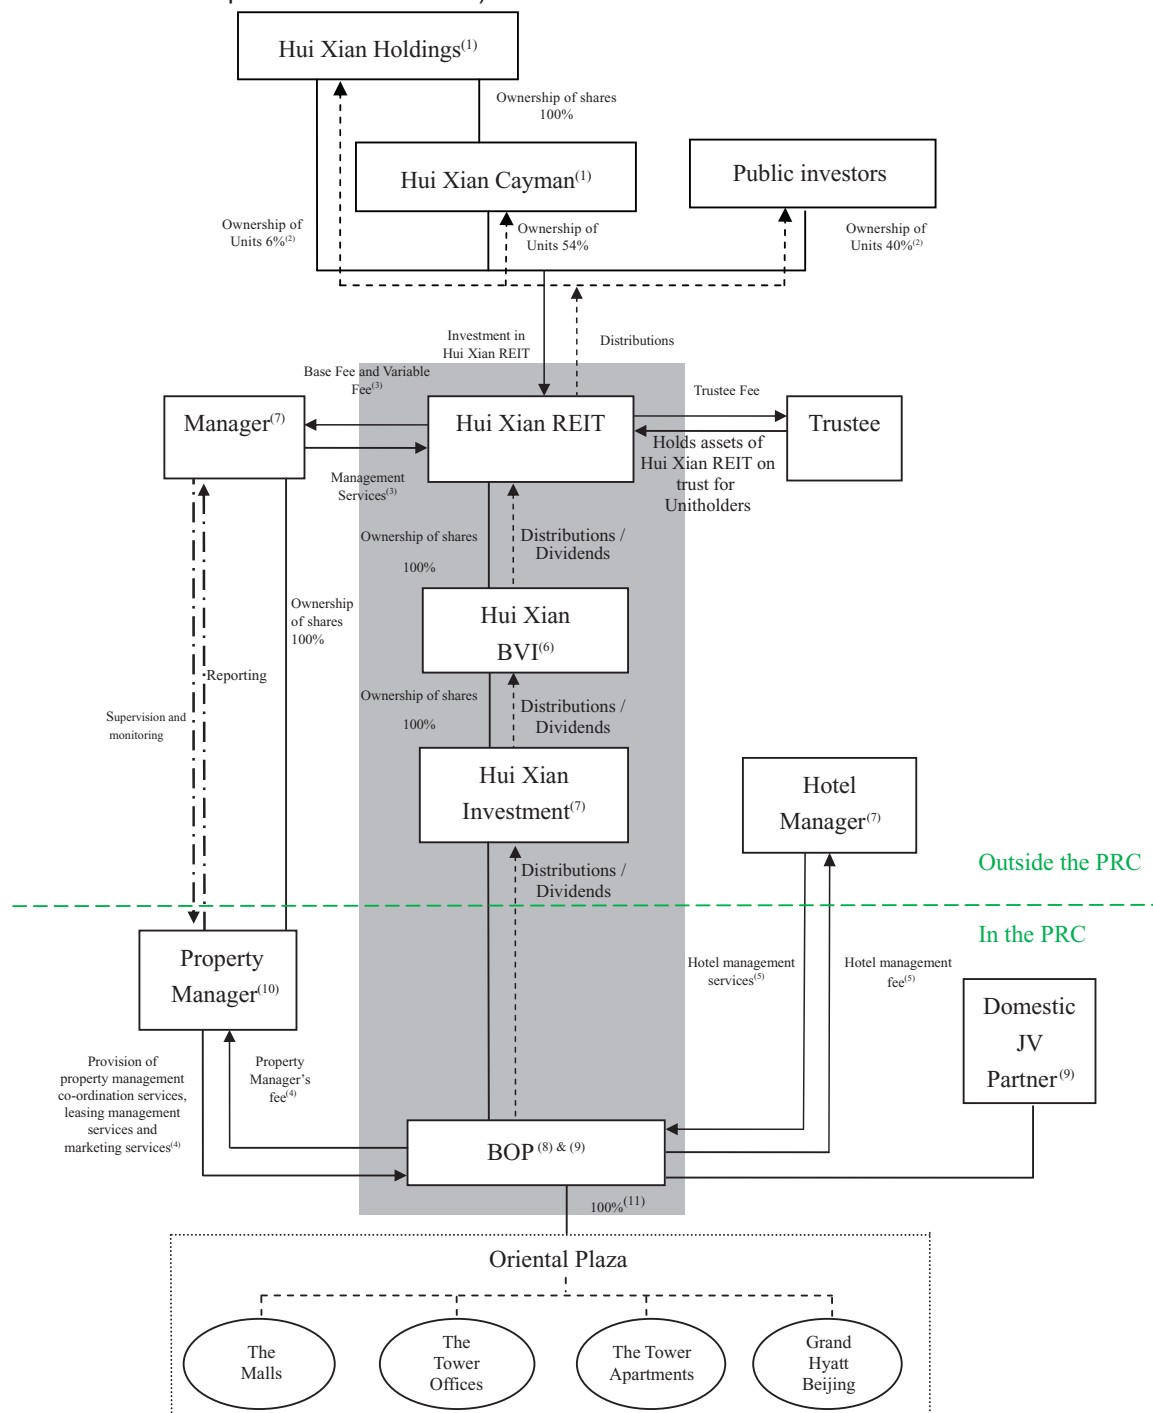 Hui Xian Holdings(1)
Ownership of shares
100%
Hui Xian Cayman(1)
Public investors
Ownership of
Units 6%(2)
Ownership of
Units 54%
Ownership of
Units 40%(2)
Investment in
Hui Xian REIT
Distributions
Base Fee and Variable
Fee(3)
Trustee Fee
Manager(7)
Hui Xian REIT
Trustee
Management
Services(3)
Holds assets of
Hui Xian REIT on
trust for
Unitholders
Ownership of shares
100%
Distributions /
Dividends
Ownership
of shares
100%
Hui Xian
BVI(6)
Reporting
Supervision and
monitoring
Ownership of shares
100%
Distributions /
Dividends
Hui Xian
Investment(7)
Hotel
Manager(7)
Distributions /
Dividends
Outside the PRC
In the PRC
Property
Manager(10)
Hotel management
services(5)
Hotel management
fee(5)
Domestic
JV
Partner(9)
Provision of
property management
co-ordination services,
leasing management
services and
marketing services(4)
Property
Manager's
fee(4)
BOP(8) & (9)
100%(11)
Oriental Plaza
The
Malls
The
Tower
Offices
The Tower
Apartments
Grand
Hyatt
Beijing